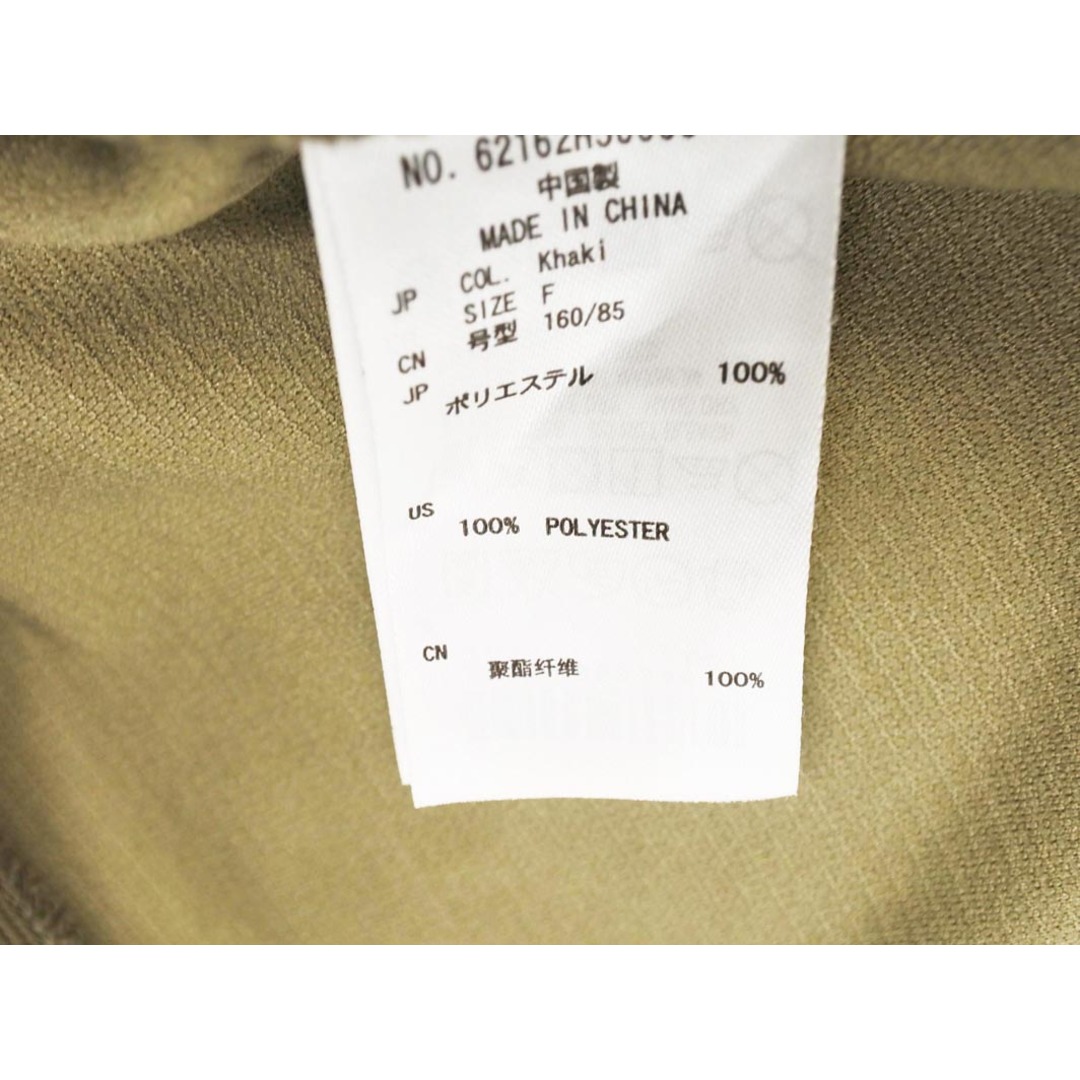 NO.
中国製
MADE IN CHINA
COL. Khaki
JP SIZE F
CN 号型 160/85
JP ポリエステル 100%
US 100% POLYESTER
CN 聚酯纤维 100%